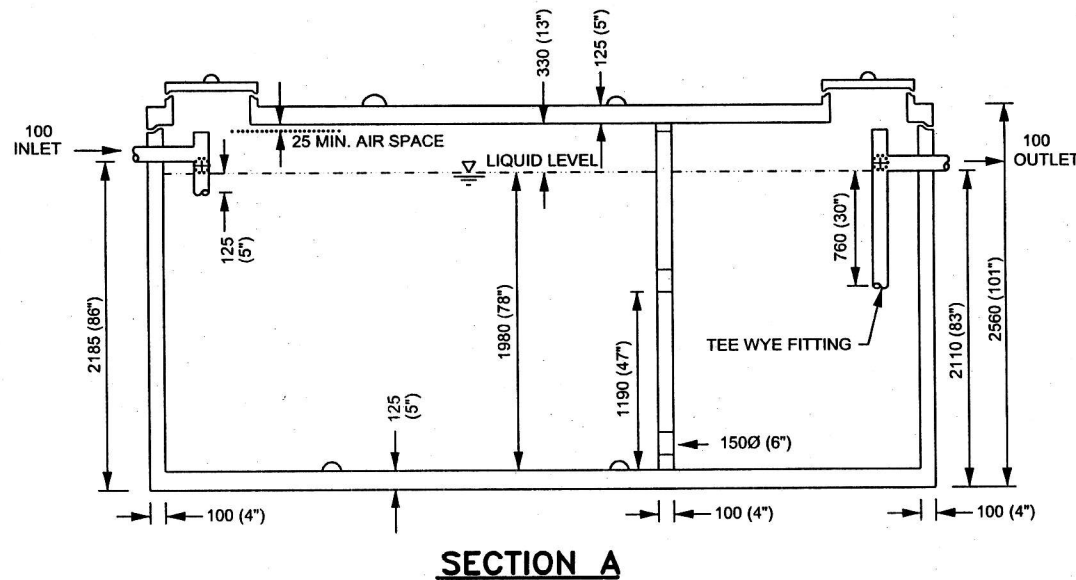 330 (13")
125 (5")
100
INLET
25 MIN. AIR SPACE
LIQUID LEVEL
100
OUTLET
125
(5")
760 (30")
2185 (86")
1980 (78")
1190 (47")
TEE WYE FITTING
2110 (83")
2560 (101")
125
(5")
150Ø (6")
100 (4")
100 (4")
100 (4")
SECTION A